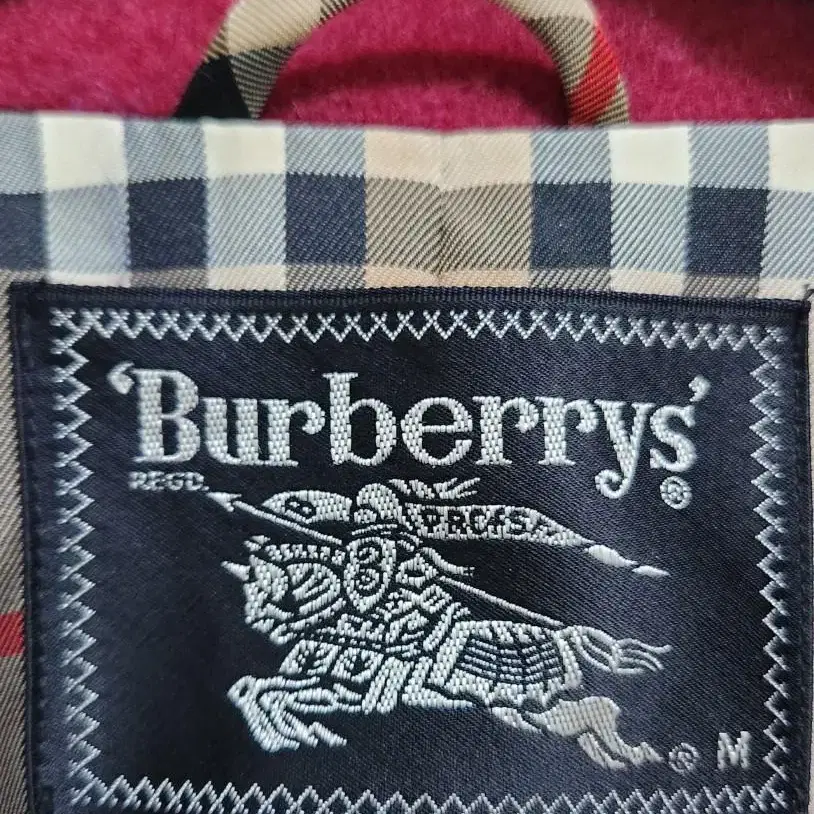 'Burberrys'
REGD. ®
B PRORSUM
® M